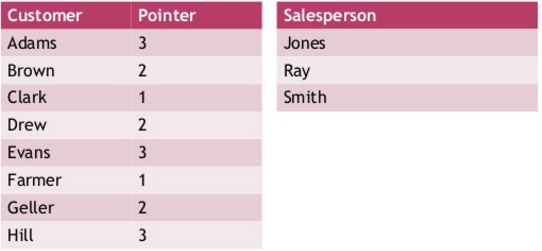 Customer Pointer
Adams 3
Brown 2
Clark 1
Drew 2
Evans 3
Farmer 1
Geller 2
Hill 3
Salesperson
Jones
Ray
Smith